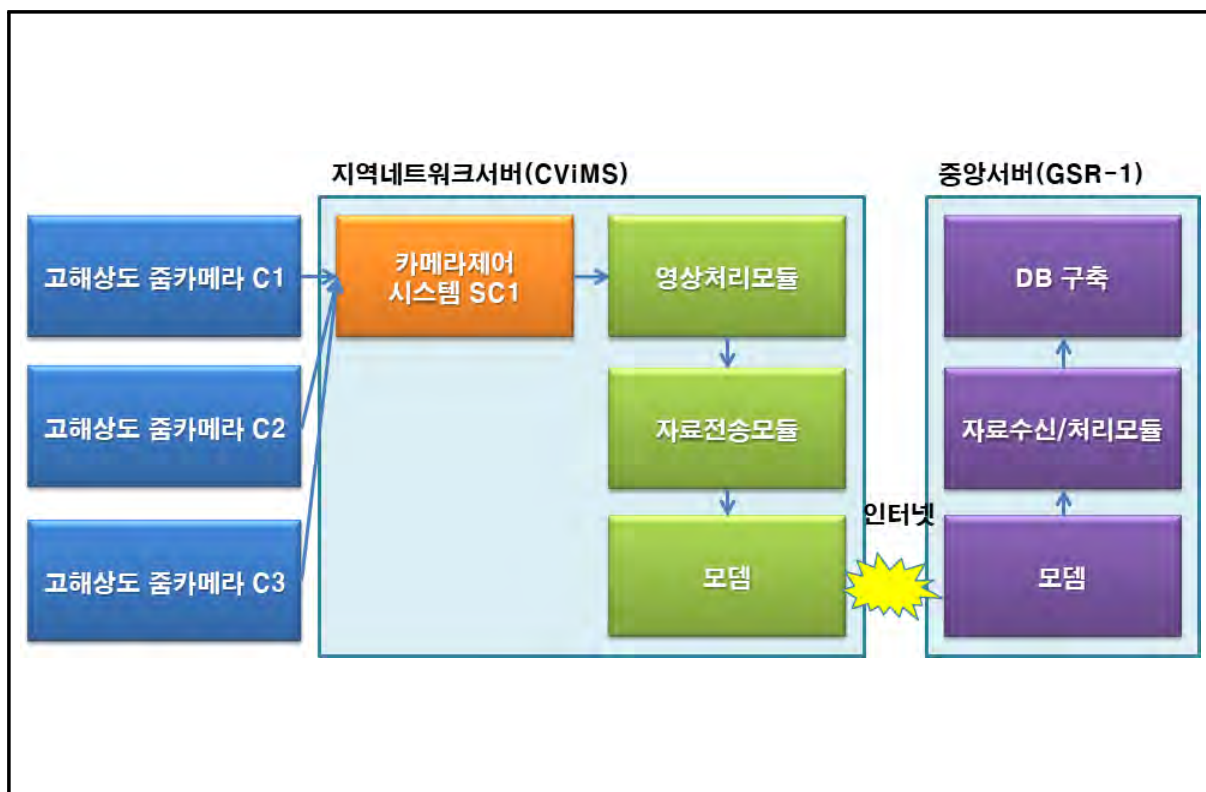 지역네트워크서버(CViMS)
중앙서버(GSR-1)
고해상도 줌카메라 C1
카메라제어
시스템 SC1
영상처리모듈
DB 구축
고해상도 줌카메라 C2
자료전송모듈
자료수신/처리모듈
인터넷
고해상도 줌카메라 C3
모뎀
모뎀